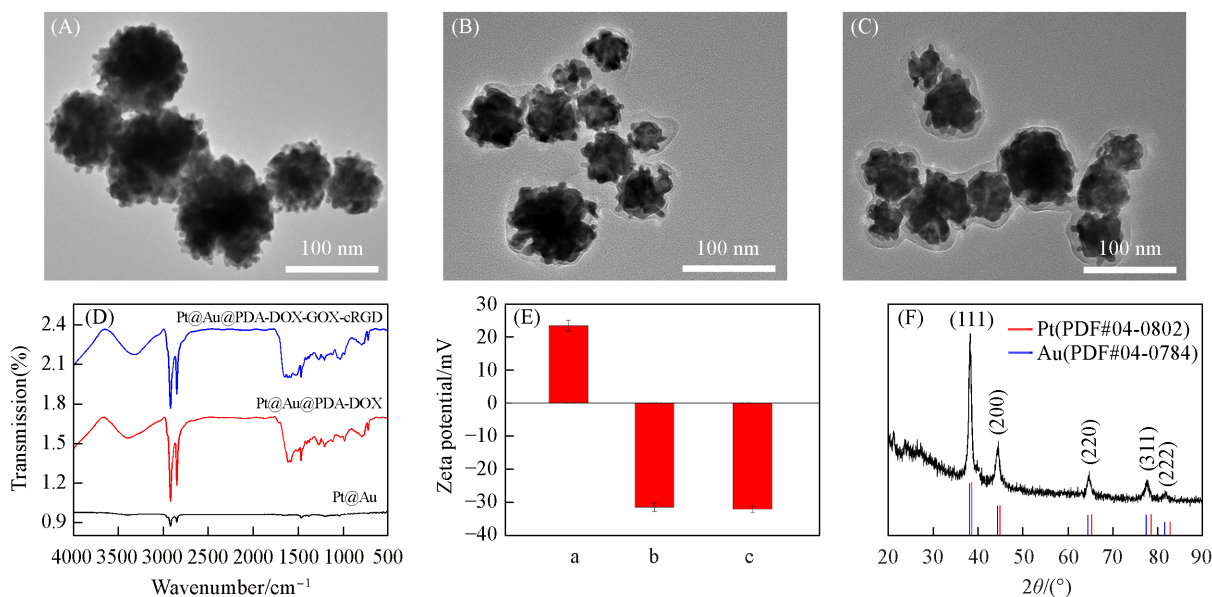 (A)
100 nm
(B)
100 nm
(C)
100 nm
(D)
Pt@Au@PDA-DOX-GOX-cRGD
Pt@Au@PDA-DOX
Pt@Au
2.4
2.1
1.8
1.5
1.2
0.9
Transmission(%)
4000 3500 3000 2500 2000 1500 1000 500
Wavenumber/cm⁻¹
(E)
30
20
10
0
−10
−20
−30
−40
Zeta potential/mV
a b c
(F)
(111)
(200)
(220)
(311)
(222)
Pt(PDF#04-0802)
Au(PDF#04-0784)
20 30 40 50 60 70 80 90
2θ/(°)